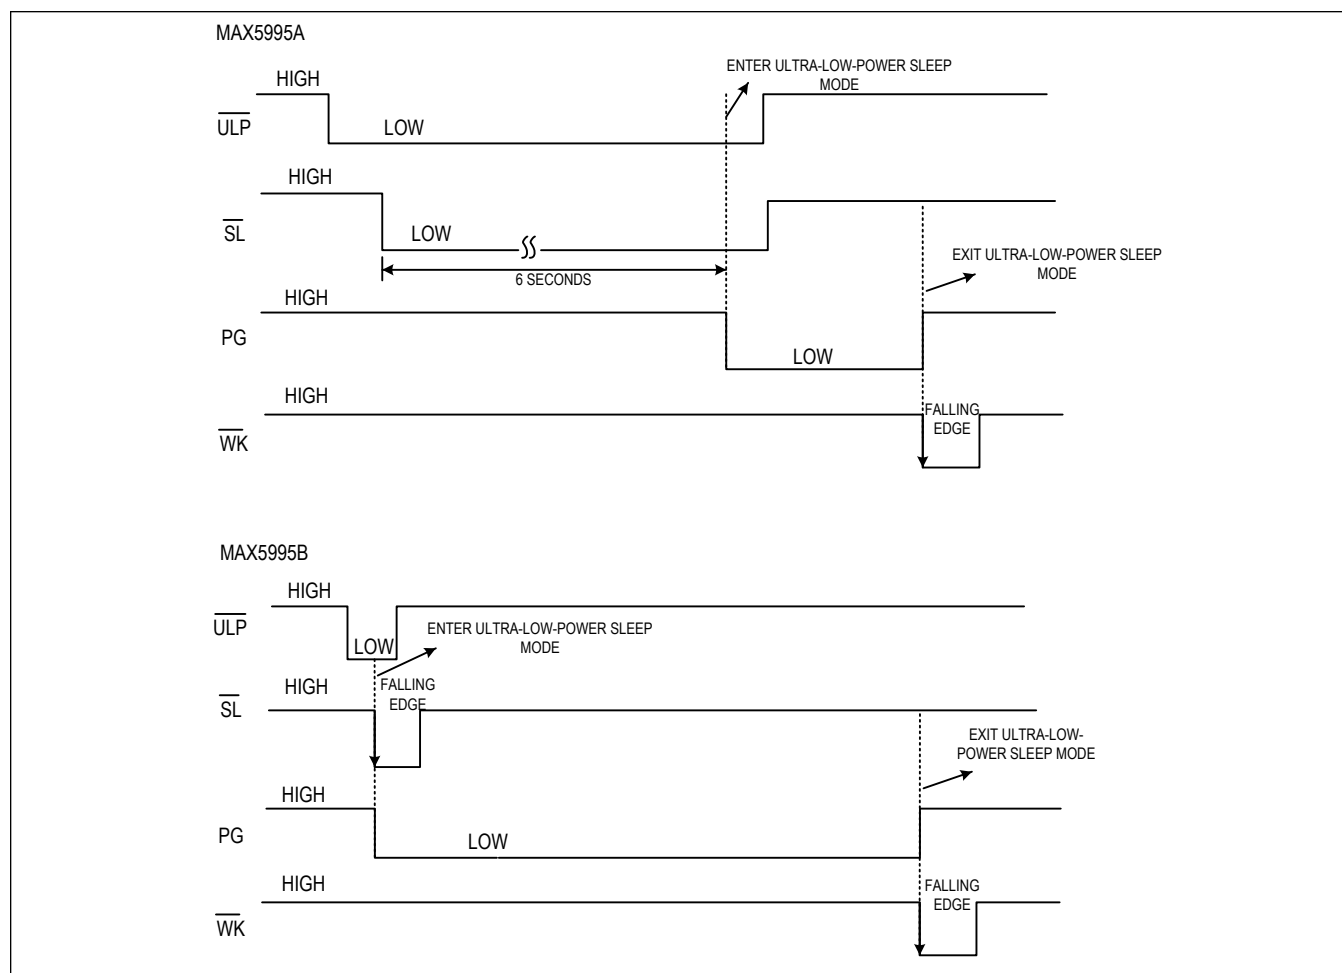 MAX5995A
ENTER ULTRA-LOW-POWER SLEEP
MODE
HIGH
ULP
LOW
HIGH
SL
LOW
6 SECONDS
EXIT ULTRA-LOW-POWER SLEEP
MODE
HIGH
PG
LOW
HIGH
WK
FALLING
EDGE
MAX5995B
HIGH
ULP
LOW
ENTER ULTRA-LOW-POWER SLEEP
MODE
HIGH
SL
FALLING
EDGE
EXIT ULTRA-LOW-
POWER SLEEP MODE
HIGH
PG
LOW
HIGH
WK
FALLING
EDGE